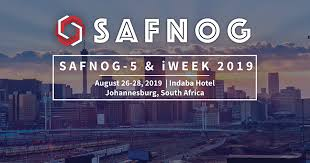 SAFNOG
SAFNOG-5 & iWEEK 2019
August 26-28, 2019 | Indaba Hotel
Johannesburg, South Africa